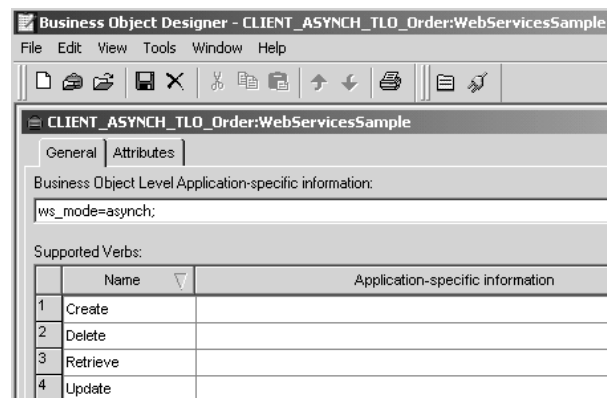 Business Object Designer - CLIENT_ASYNCH_TLO_Order:WebServicesSample
File Edit View Tools Window Help
CLIENT_ASYNCH_TLO_Order:WebServicesSample
General Attributes
Business Object Level Application-specific information:
ws_mode=asynch;
Supported Verbs:
Name Application-specific information
1 Create
2 Delete
3 Retrieve
4 Update